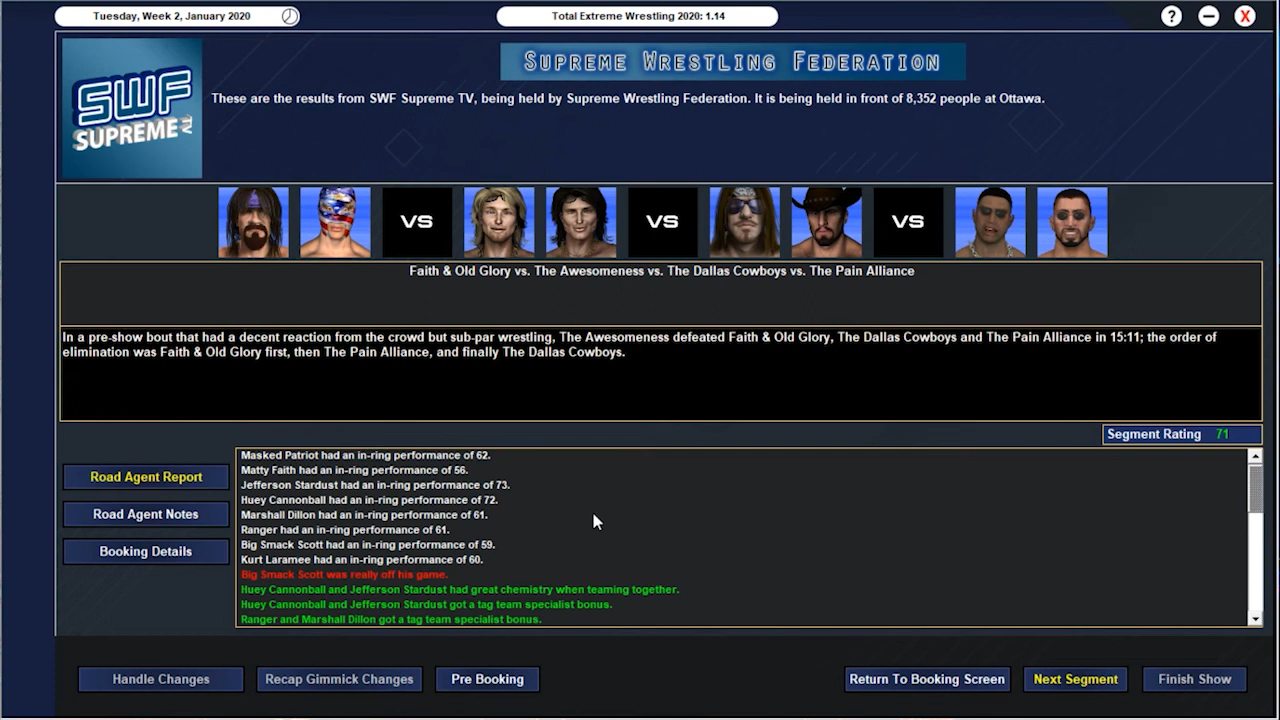 Tuesday, Week 2, January 2020
Total Extreme Wrestling 2020: 1.14
?
X
SWF
SUPREME TV
SUPREME WRESTLING FEDERATION
These are the results from SWF Supreme TV, being held by Supreme Wrestling Federation. It is being held in front of 8,352 people at Ottawa.
VS
VS
VS
Faith & Old Glory vs. The Awesomeness vs. The Dallas Cowboys vs. The Pain Alliance
In a pre-show bout that had a decent reaction from the crowd but sub-par wrestling, The Awesomeness defeated Faith & Old Glory, The Dallas Cowboys and The Pain Alliance in 15:11; the order of
elimination was Faith & Old Glory first, then The Pain Alliance, and finally The Dallas Cowboys.
Segment Rating 71
Road Agent Report
Road Agent Notes
Booking Details
Masked Patriot had an in-ring performance of 62.
Matty Faith had an in-ring performance of 56.
Jefferson Stardust had an in-ring performance of 73.
Huey Cannonball had an in-ring performance of 72.
Marshall Dillon had an in-ring performance of 61.
Ranger had an in-ring performance of 61.
Big Smack Scott had an in-ring performance of 59.
Kurt Laramee had an in-ring performance of 60.
Big Smack Scott was really off his game.
Huey Cannonball and Jefferson Stardust had great chemistry when teaming together.
Huey Cannonball and Jefferson Stardust got a tag team specialist bonus.
Ranger and Marshall Dillon got a tag team specialist bonus.
Handle Changes
Recap Gimmick Changes
Pre Booking
Return To Booking Screen
Next Segment
Finish Show